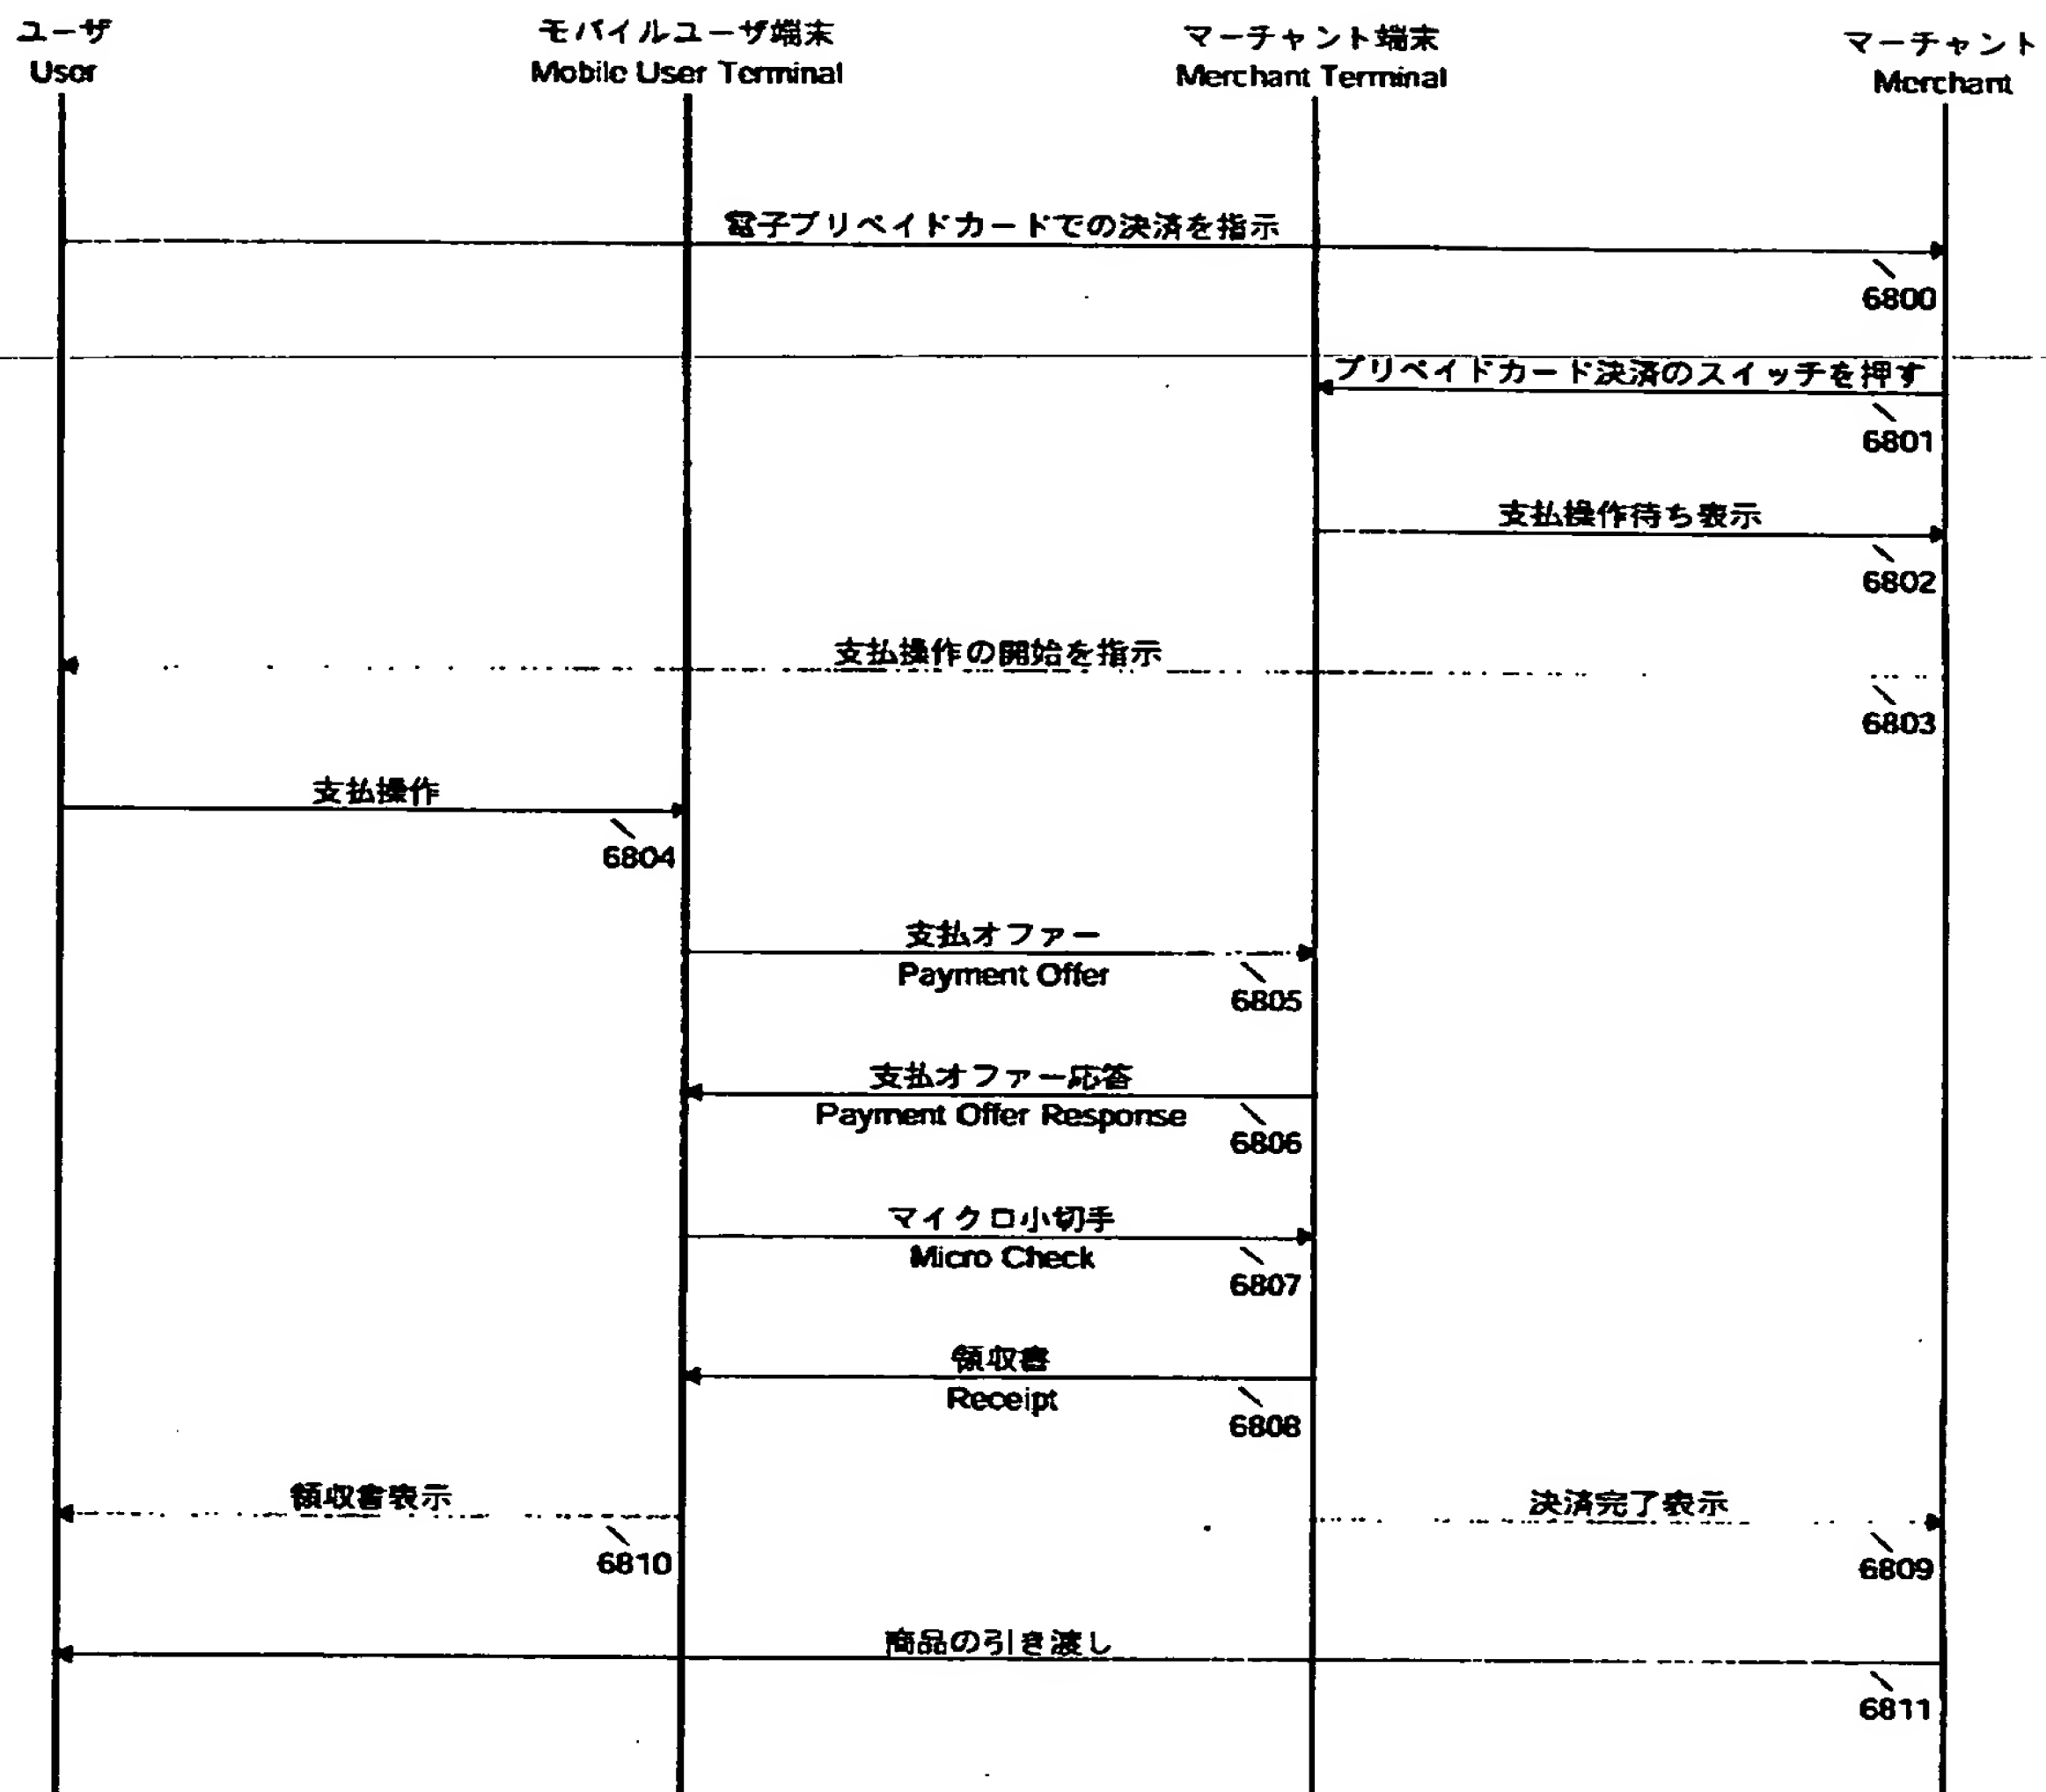 ユーザ
User
モバイルユーザ端末
Mobile User Terminal
マーチャント端末
Merchant Terminal
マーチャント
Merchant
電子プリペイドカードでの決済を指示
6800
プリペイドカード決済のスイッチを押す
6801
支払操作待ち表示
6802
支払操作の開始を指示
6803
支払操作
6804
支払オファー
Payment Offer
6805
支払オファー応答
Payment Offer Response
6806
マイクロ小切手
Micro Check
6807
領収書
Receipt
6808
領収書表示
6810
決済完了表示
6809
商品の引き渡し
6811